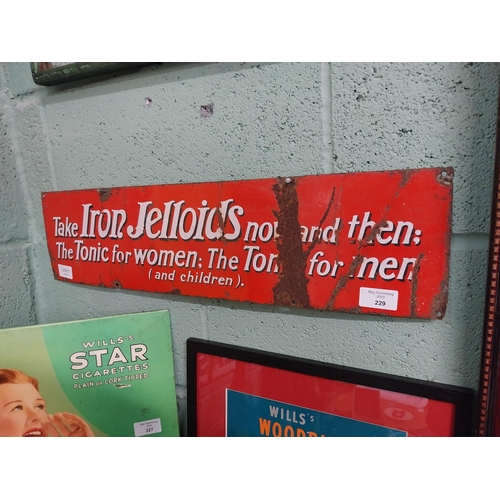 Take Iron Jelloids now and then;
The Tonic for women: The Tonic for men
(and children).
229
WILLS'S
STAR
CIGARETTES
PLAIN OR CORK TIPPED
237
WILLS'S